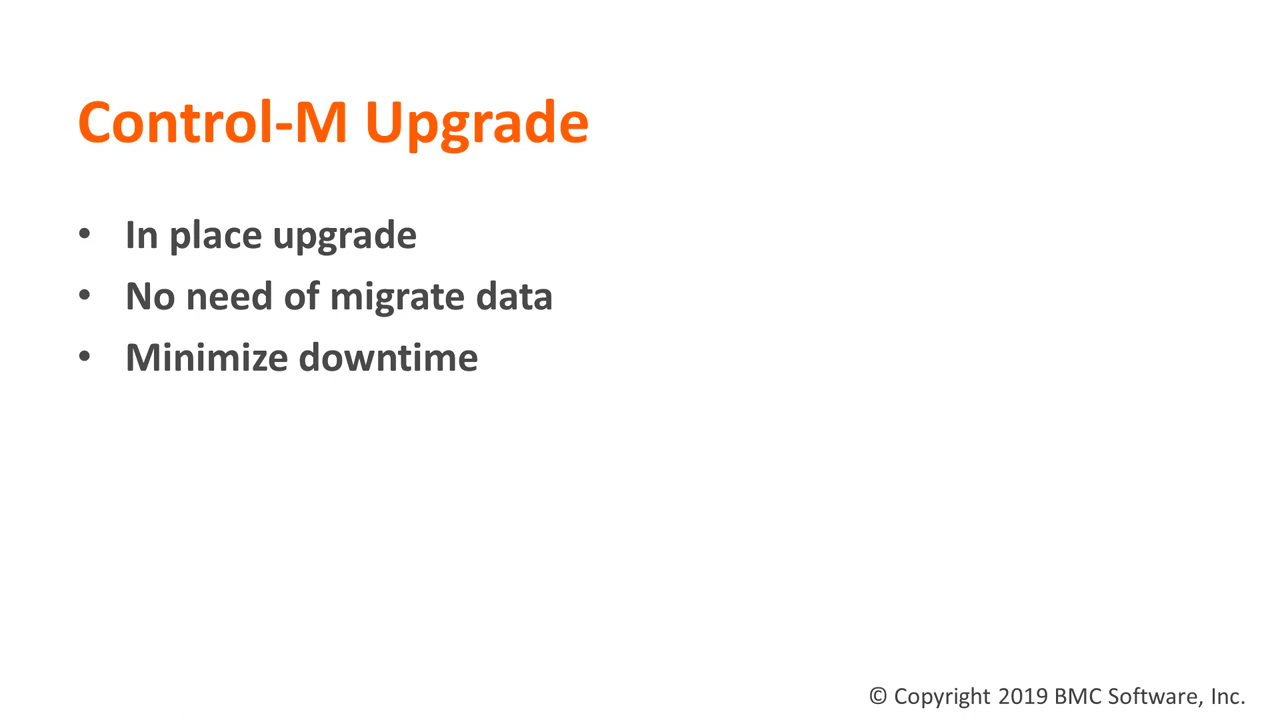 Control-M Upgrade
• In place upgrade
• No need of migrate data
• Minimize downtime
© Copyright 2019 BMC Software, Inc.